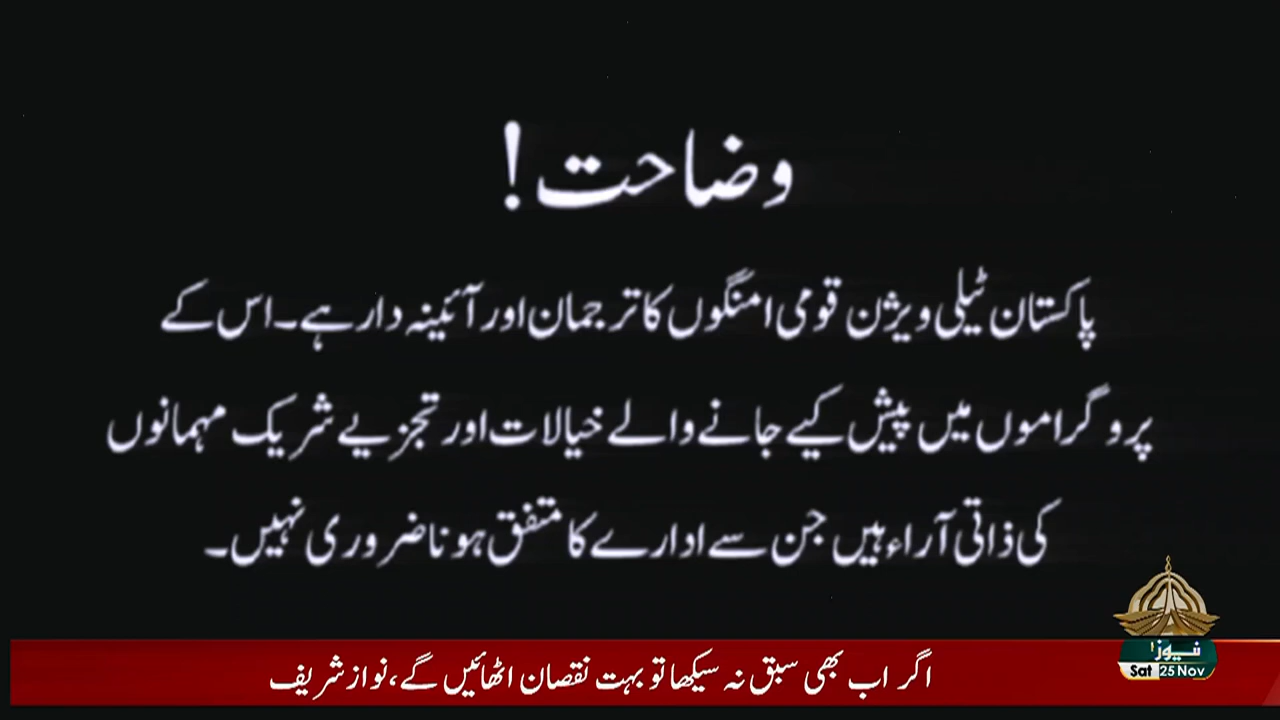 وضاحت!
پاکستان ٹیلی ویژن قومی امنگوں کا ترجمان اور آئینہ دار ہے۔ اس کے
پروگراموں میں پیش کیے جانے والے خیالات اور تجزیے شریک مہمانوں
کی ذاتی آراء ہیں جن سے ادارے کا متفق ہونا ضروری نہیں۔
نیوز
Sat 25 Nov
اگر اب بھی سبق نہ سیکھا تو بہت نقصان اٹھائیں گے، نواز شریف